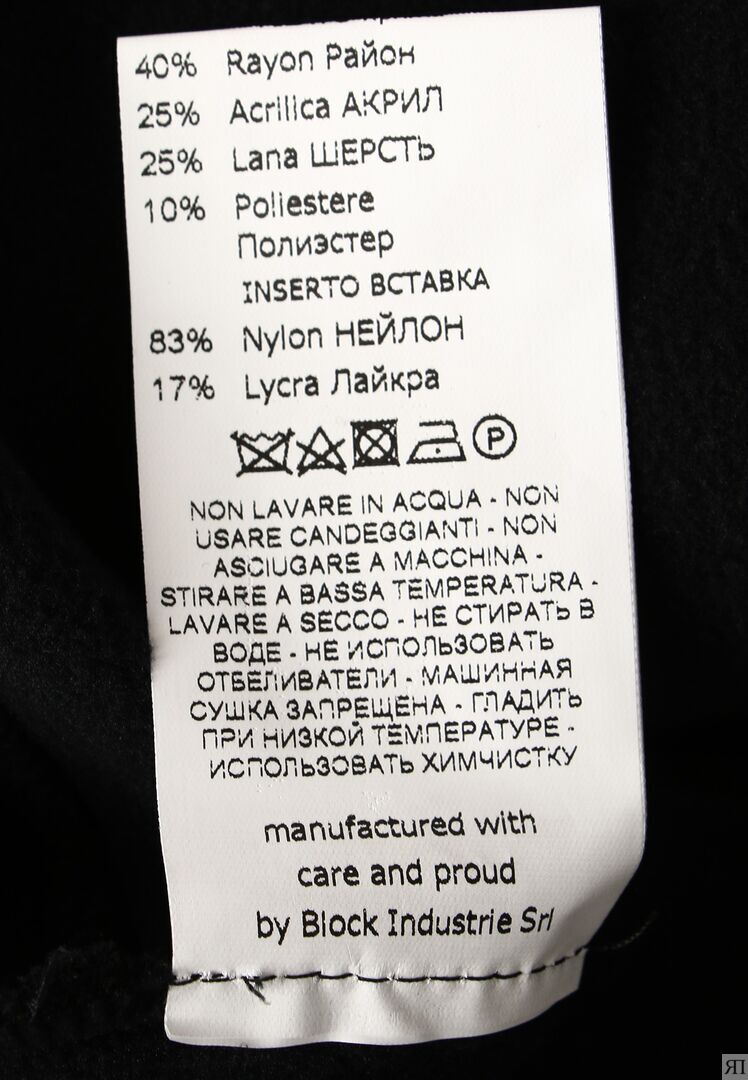 40% Rayon Район
25% Acrilica АКРИЛ
25% Lana ШЕРСТЬ
10% Poliestere
Полиэстер
INSERTO ВСТАВКА
83% Nylon НЕЙЛОН
17% Lycra Лайкра
P
NON LAVARE IN ACQUA - NON
USARE CANDEGGIANTI - NON
ASCIUGARE A MACCHINA -
STIRARE A BASSA TEMPERATURA -
LAVARE A SECCO - НЕ СТИРАТЬ В
ВОДЕ - НЕ ИСПОЛЬЗОВАТЬ
ОТБЕЛИВАТЕЛИ - МАШИННАЯ
СУШКА ЗАПРЕЩЕНА - ГЛАДИТЬ
ПРИ НИЗКОЙ ТЕМПЕРАТУРЕ -
ИСПОЛЬЗОВАТЬ ХИМЧИСТКУ
manufactured with
care and proud
by Block Industrie Srl
ЯП